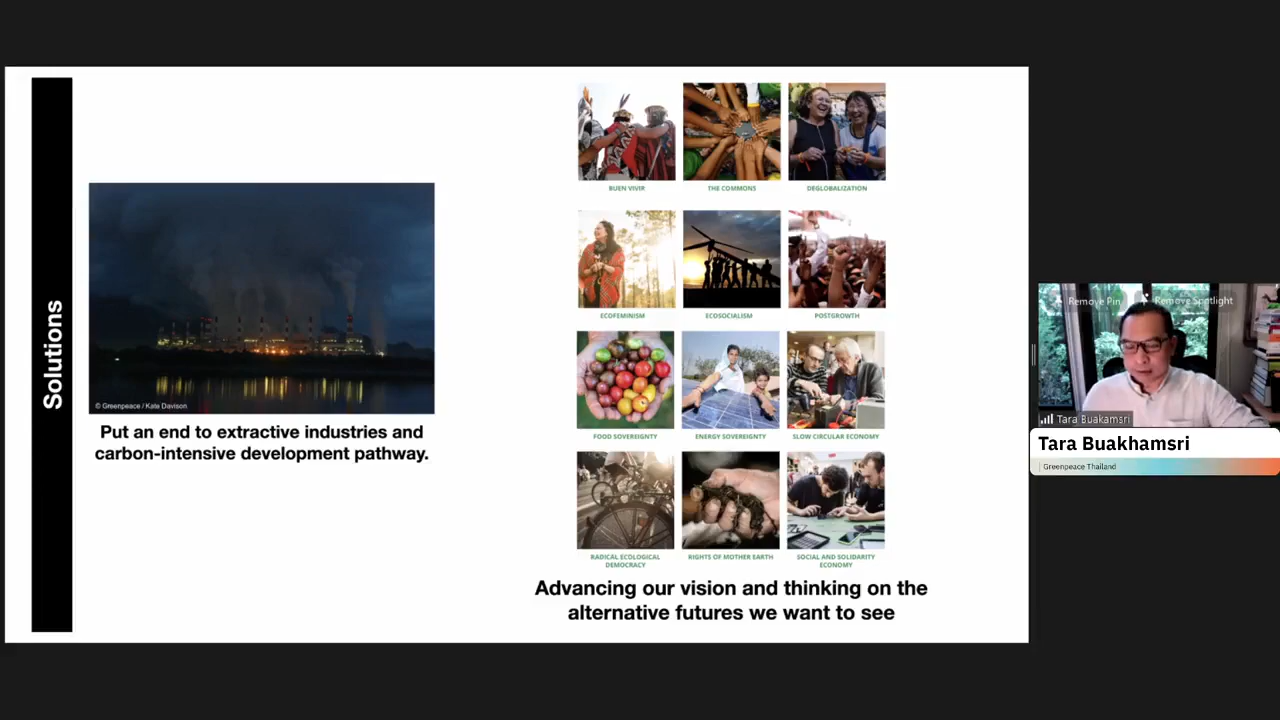 Solutions
© Greenpeace / Kate Davison
Put an end to extractive industries and
carbon-intensive development pathway.
BUEN VIVIR
THE COMMONS
DEGLOBALIZATION
ECOFEMINISM
ECOSOCIALISM
POSTGROWTH
FOOD SOVEREIGNTY
ENERGY SOVEREIGNTY
SLOW CIRCULAR ECONOMY
RADICAL ECOLOGICAL
DEMOCRACY
RIGHTS OF MOTHER EARTH
SOCIAL AND SOLIDARITY
ECONOMY
Advancing our vision and thinking on the
alternative futures we want to see
Remove Pin
Remove Spotlight
Tara Buakamsri
Tara Buakhamsri
Greenpeace Thailand